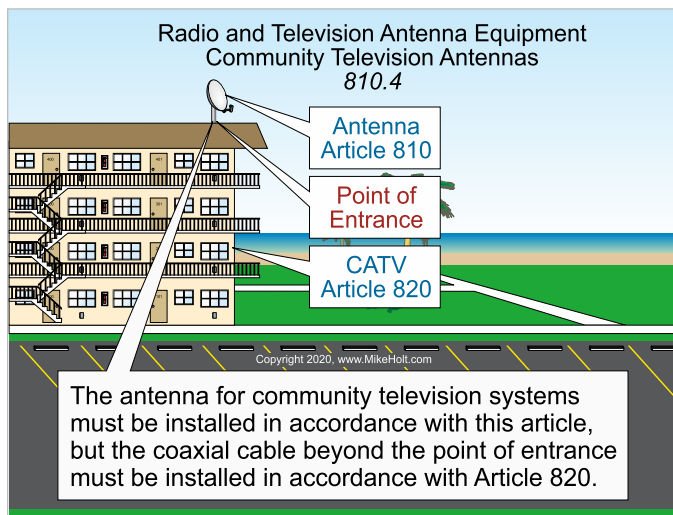 Radio and Television Antenna Equipment
Community Television Antennas
810.4
Antenna
Article 810
Point of
Entrance
CATV
Article 820
Copyright 2020, www.MikeHolt.com
The antenna for community television systems
must be installed in accordance with this article,
but the coaxial cable beyond the point of entrance
must be installed in accordance with Article 820.